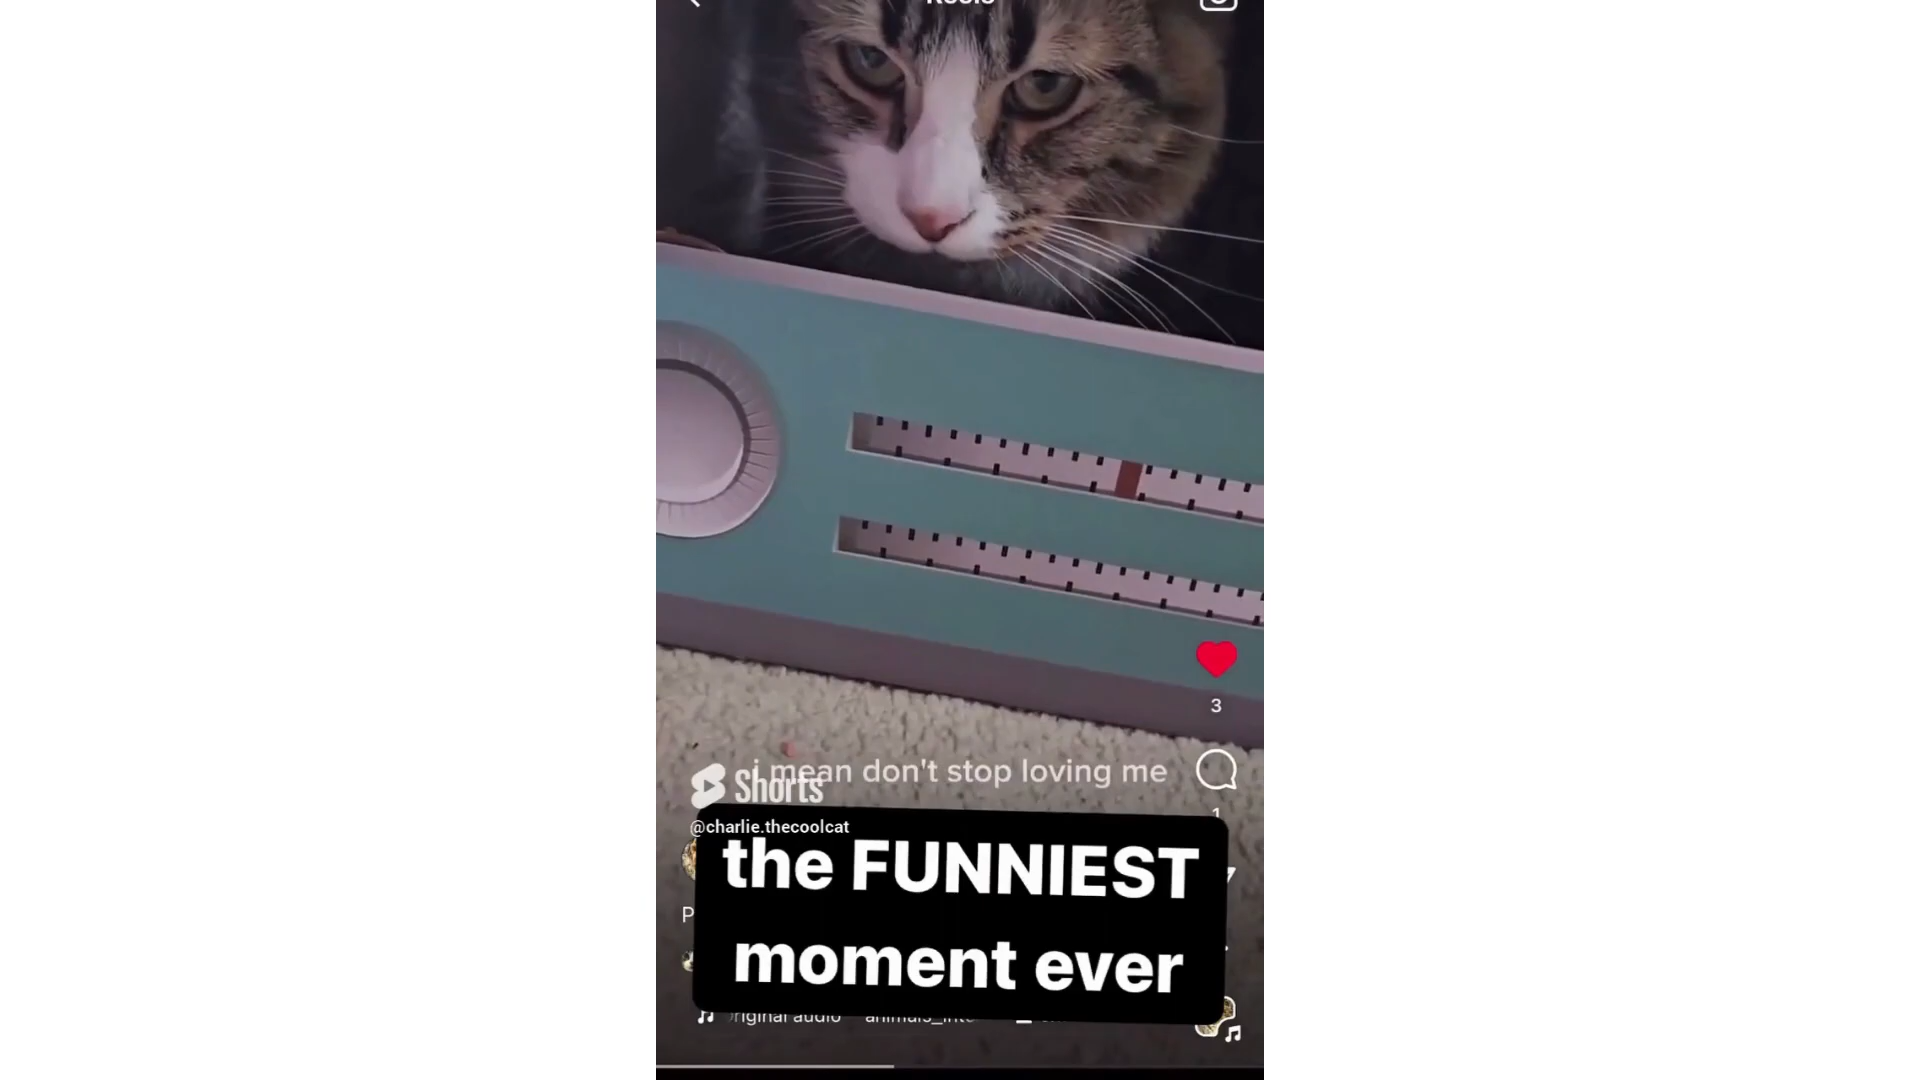 3
i mean don't stop loving me
Shorts
@charlie.thecoolcat
the FUNNIEST
moment ever